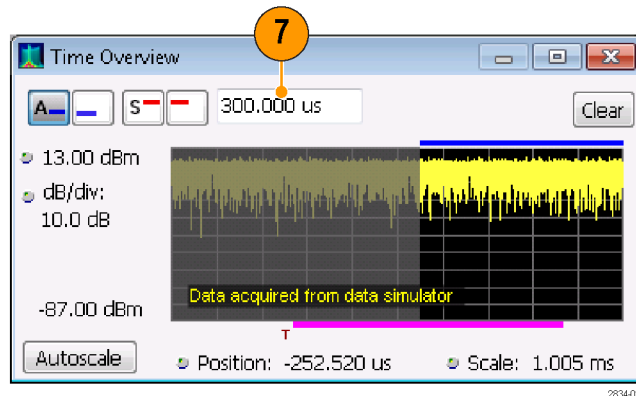 7
Time Overview
A
S
300.000 us
Clear
13.00 dBm
dB/div:
10.0 dB
-87.00 dBm
Data acquired from data simulator
T
Autoscale
Position: -252.520 us
Scale: 1.005 ms